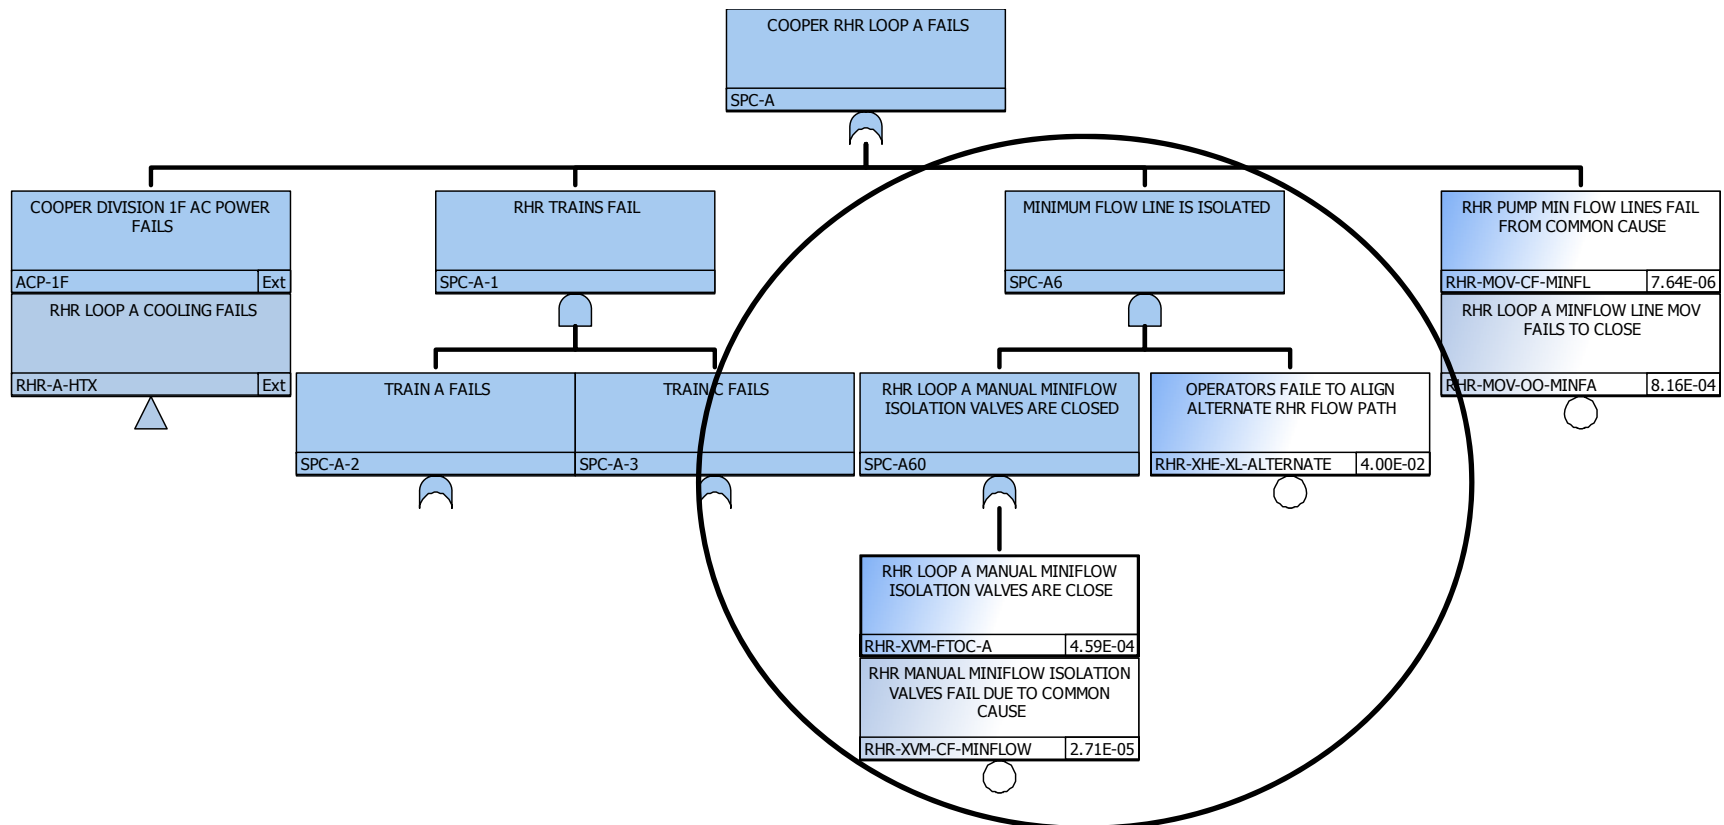 COOPER RHR LOOP A FAILS
SPC-A
COOPER DIVISION 1F AC POWER
FAILS
ACP-1F Ext
RHR LOOP A COOLING FAILS
RHR-A-HTX Ext
RHR TRAINS FAIL
SPC-A-1
MINIMUM FLOW LINE IS ISOLATED
SPC-A6
RHR PUMP MIN FLOW LINES FAIL
FROM COMMON CAUSE
RHR-MOV-CF-MINFL 7.64E-06
RHR LOOP A MINFLOW LINE MOV
FAILS TO CLOSE
RHR-MOV-OO-MINFA 8.16E-04
TRAIN A FAILS
SPC-A-2
TRAIN C FAILS
SPC-A-3
RHR LOOP A MANUAL MINIFLOW
ISOLATION VALVES ARE CLOSED
SPC-A60
OPERATORS FAILE TO ALIGN
ALTERNATE RHR FLOW PATH
RHR-XHE-XL-ALTERNATE 4.00E-02
RHR LOOP A MANUAL MINIFLOW
ISOLATION VALVES ARE CLOSE
RHR-XVM-FTOC-A 4.59E-04
RHR MANUAL MINIFLOW ISOLATION
VALVES FAIL DUE TO COMMON
CAUSE
RHR-XVM-CF-MINFLOW 2.71E-05